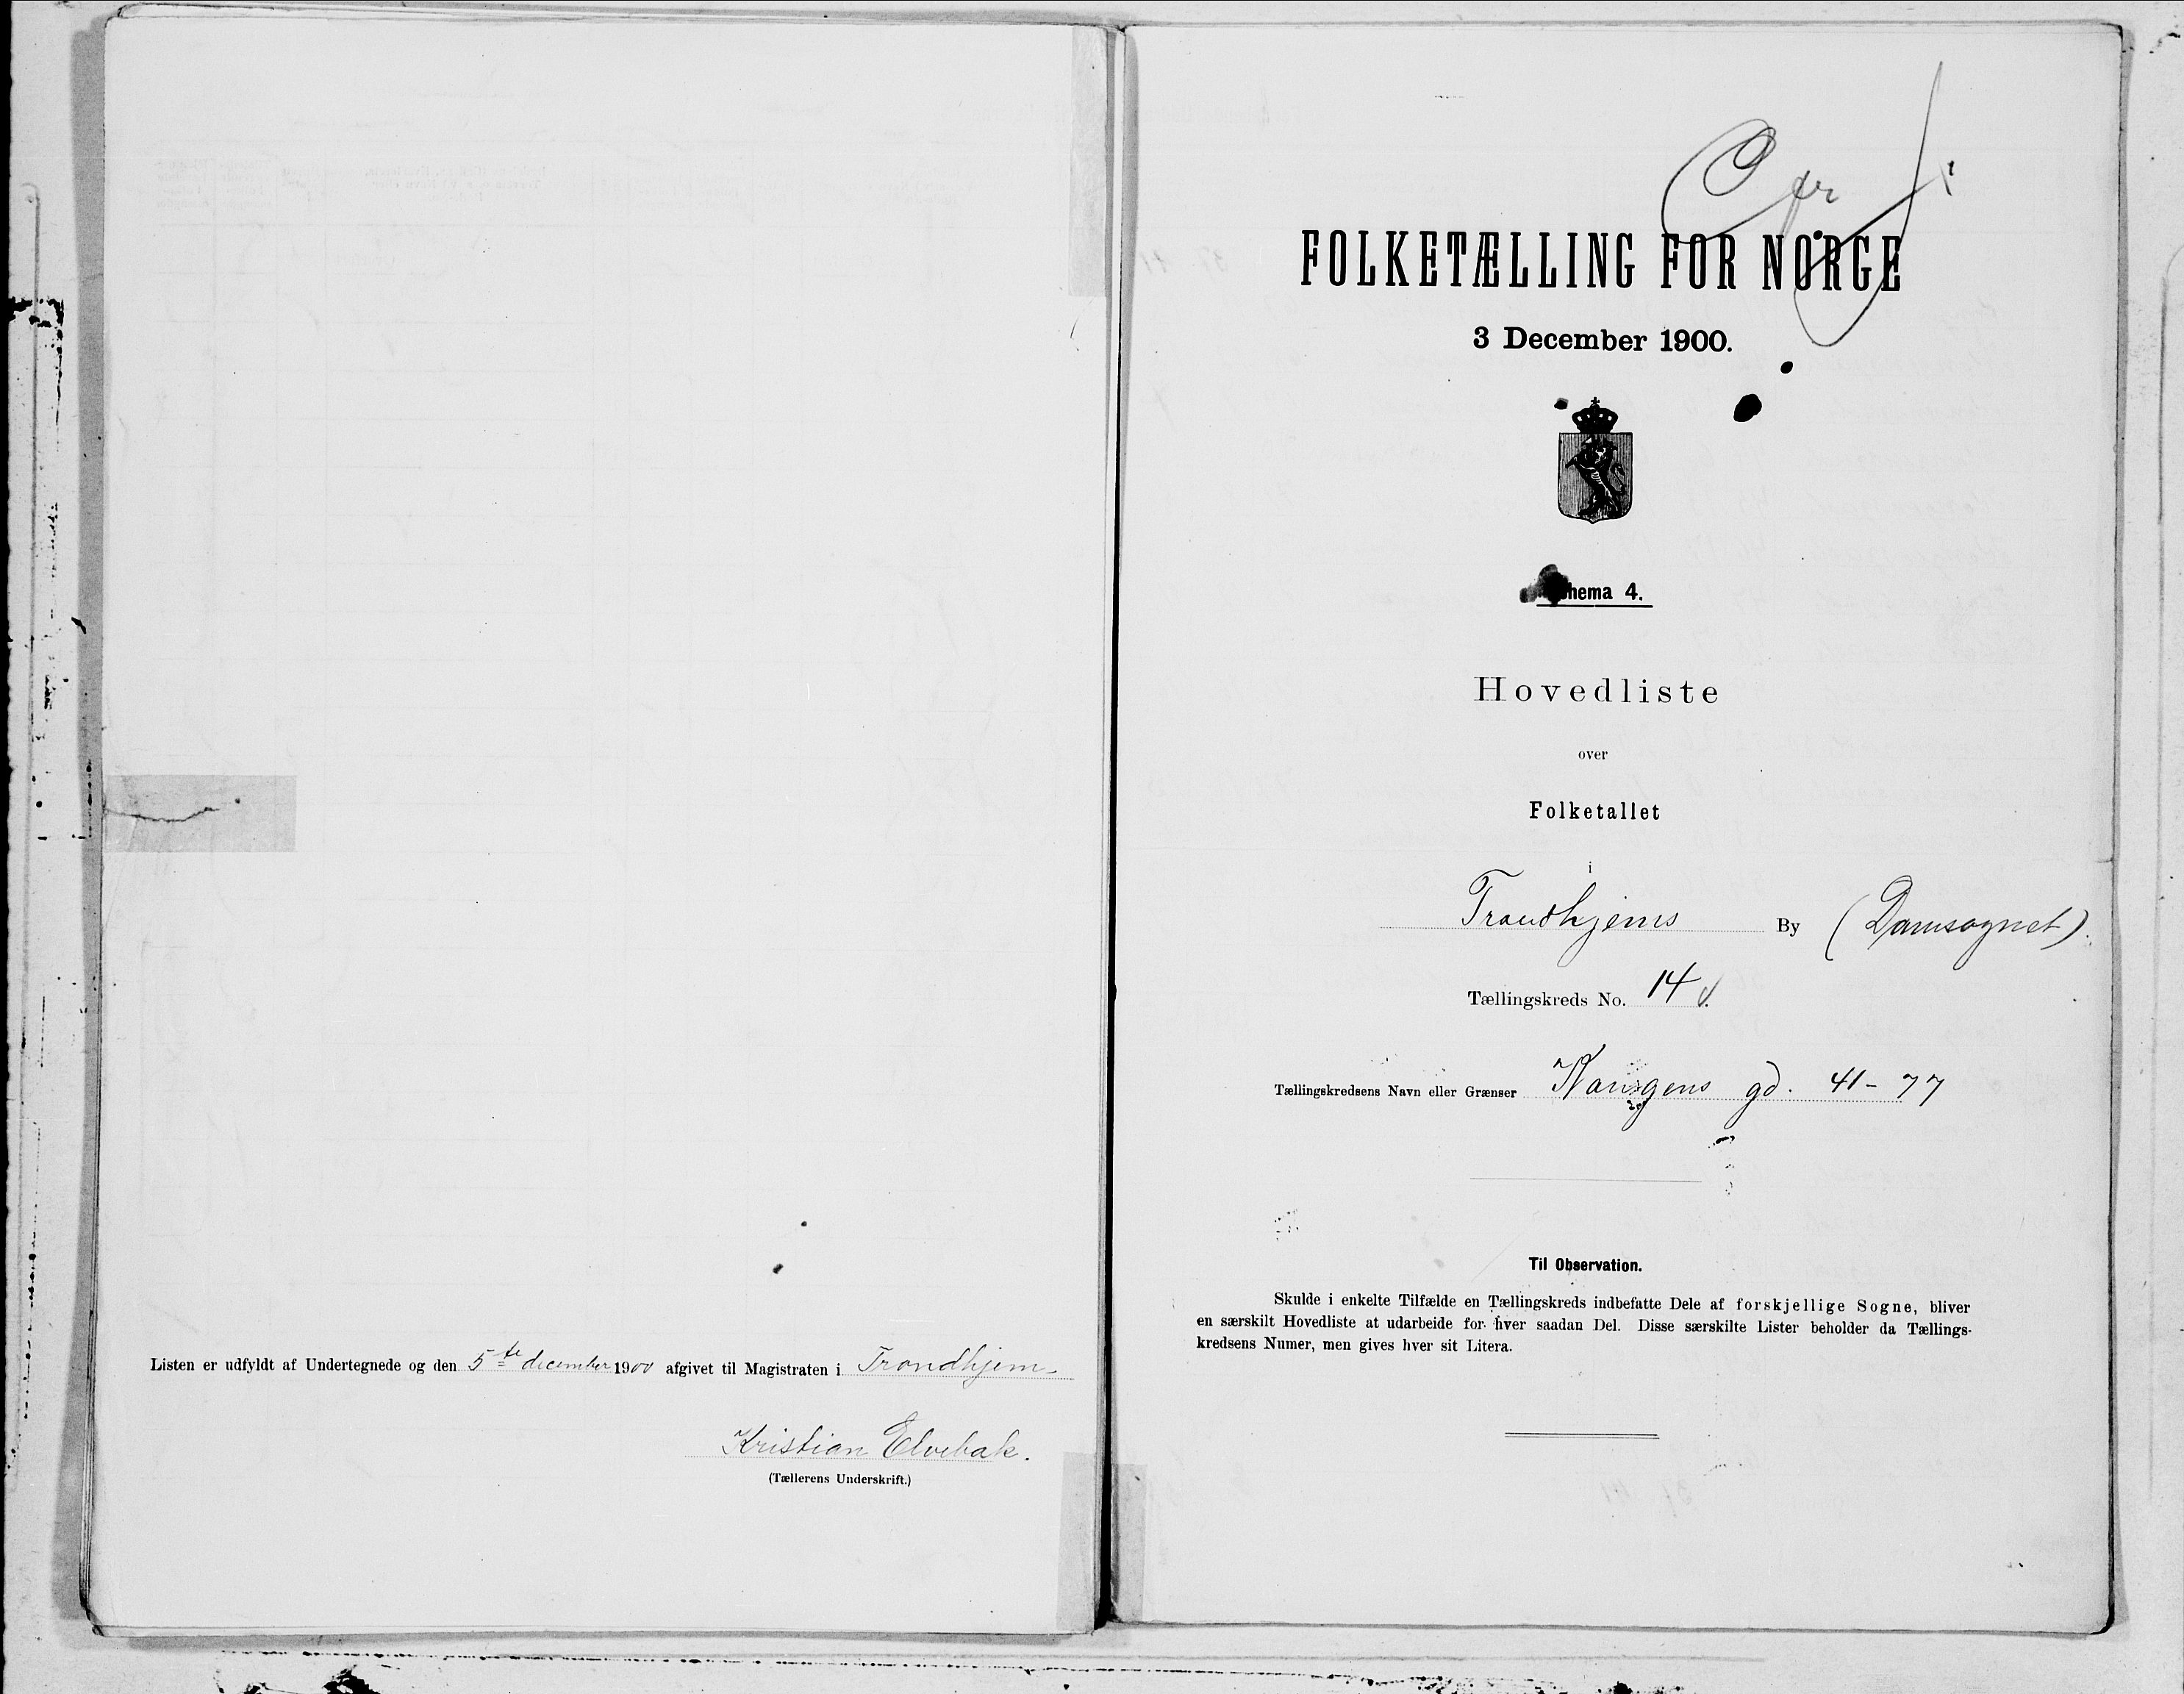 Listen er udfyldt af Undertegnede og den 5te december 1900 afgivet til Magistraten i Trondhjem
Kristian Elvebak.
(Tællerens Underskrift.)
FOLKETÆLLING FOR NORGE
3 December 1900.
Schema 4.
Hovedliste
over
Folketallet
i
Trondhjems By (Domsognet).
Tællingskreds No. 14
Tællingskredsens Navn eller Grænser Kongens gd. 41-77
Til Observation.
Skulde i enkelte Tilfælde en Tællingskreds indbefatte Dele af forskjellige Sogne, bliver
en særskilt Hovedliste at udarbeide for hver saadan Del. Disse særskilte Lister beholder da Tællings-
kredsens Numer, men gives hver sit Litera.